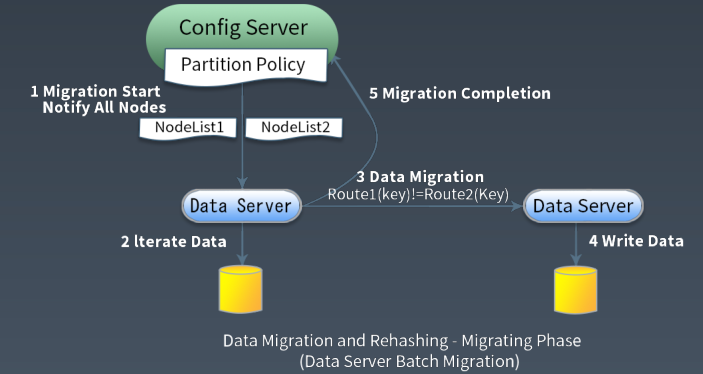 Config Server
Partition Policy
1 Migration Start
Notify All Nodes
5 Migration Completion
NodeList1
NodeList2
3 Data Migration
Route1(key)!=Route2(Key)
Data Server
Data Server
2 Iterate Data
4 Write Data
Data Migration and Rehashing - Migrating Phase
(Data Server Batch Migration)